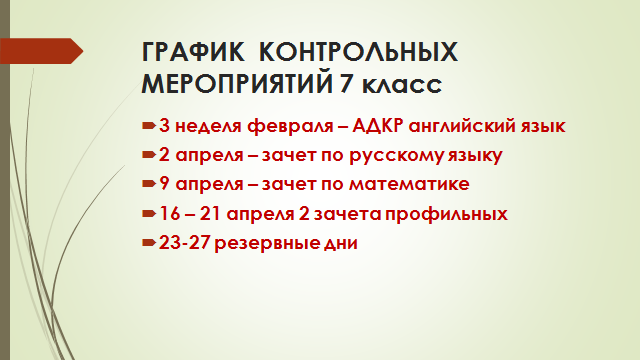 ГРАФИК КОНТРОЛЬНЫХ
МЕРОПРИЯТИЙ 7 класс
3 неделя февраля – АДКР английский язык
2 апреля – зачет по русскому языку
9 апреля – зачет по математике
16 – 21 апреля 2 зачета профильных
23-27 резервные дни